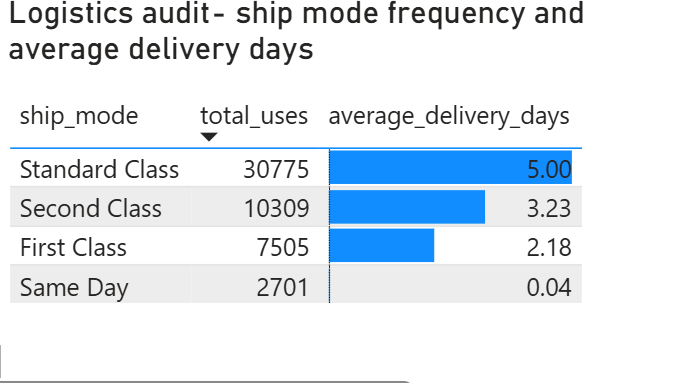 Logistics audit- ship mode frequency and
average delivery days
ship_mode total_uses average_delivery_days
Standard Class 30775 5.00
Second Class 10309 3.23
First Class 7505 2.18
Same Day 2701 0.04